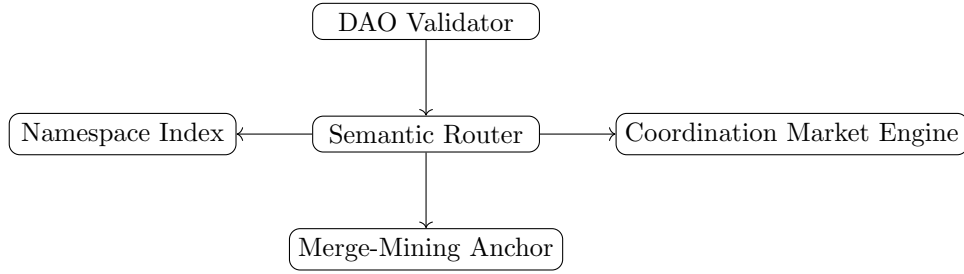 DAO Validator
Namespace Index
Semantic Router
Coordination Market Engine
Merge-Mining Anchor